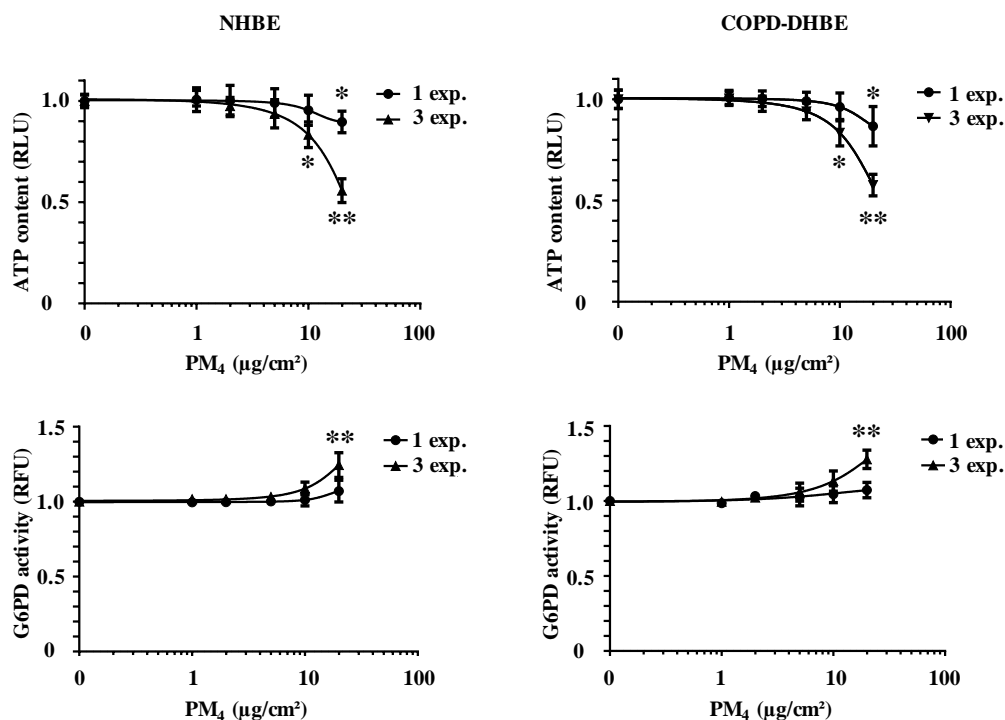 NHBE
COPD-DHBE
ATP content (RLU)
1.0
0.5
0
*
*
**
1 exp.
3 exp.
0 1 10 100
PM₄ (µg/cm²)
ATP content (RLU)
1.0
0.5
0
*
*
**
1 exp.
3 exp.
0 1 10 100
PM₄ (µg/cm²)
G6PD activity (RFU)
1.5
1.0
0.5
0
**
1 exp.
3 exp.
0 1 10 100
PM₄ (µg/cm²)
G6PD activity (RFU)
1.5
1.0
0.5
0
**
1 exp.
3 exp.
0 1 10 100
PM₄ (µg/cm²)